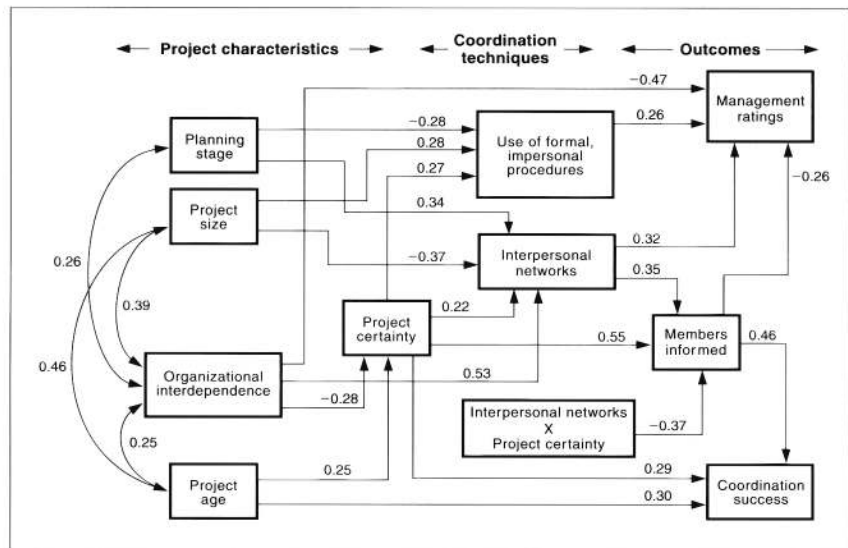 Project characteristics
Coordination
techniques
Outcomes
-0.47
Management
ratings
Planning
stage
-0.28
0.28
0.27
Use of formal,
impersonal
procedures
0.26
-0.26
0.34
Project
size
-0.37
Interpersonal
networks
0.32
0.35
0.26
0.39
0.46
Project
certainty
0.22
0.55
Members
informed
0.46
Organizational
interdependence
0.53
-0.28
Interpersonal networks
X
Project certainty
-0.37
0.25
Project
age
0.25
0.29
0.30
Coordination
success